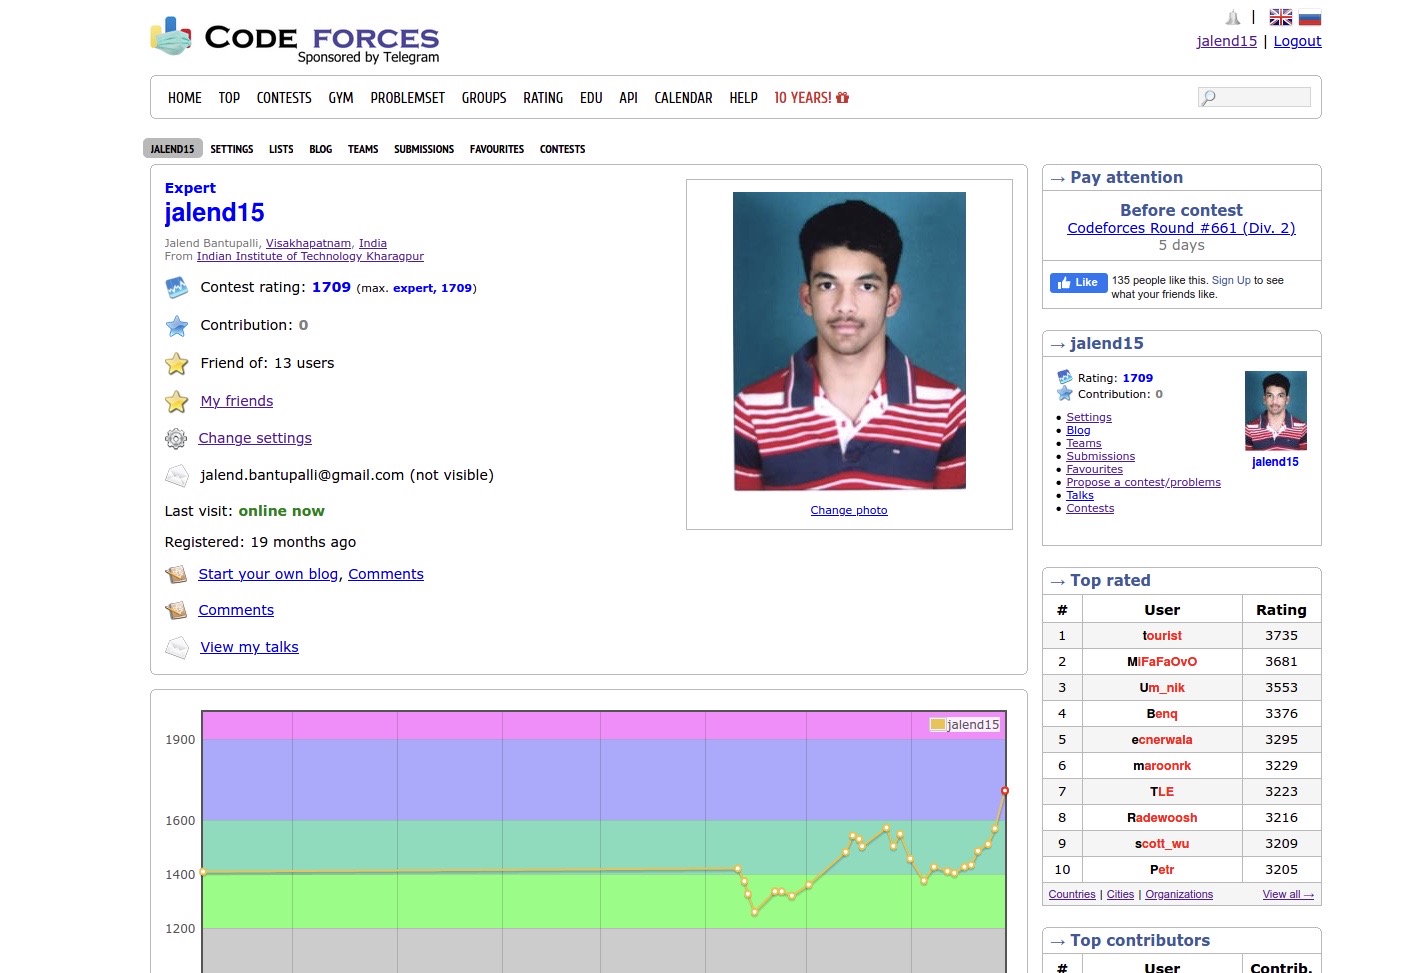 CODE FORCES
Sponsored by Telegram
|
jalend15 | Logout
HOME TOP CONTESTS GYM PROBLEMSET GROUPS RATING EDU API CALENDAR HELP 10 YEARS!
JALEND15 SETTINGS LISTS BLOG TEAMS SUBMISSIONS FAVOURITES CONTESTS
Expert
jalend15
Jalend Bantupalli, Visakhapatnam, India
From Indian Institute of Technology Kharagpur
Contest rating: 1709 (max. expert, 1709)
Contribution: 0
Friend of: 13 users
My friends
Change settings
jalend.bantupalli@gmail.com (not visible)
Last visit: online now
Registered: 19 months ago
Start your own blog, Comments
Comments
View my talks
Change photo
jalend15
1900
1600
1400
1200
→ Pay attention
Before contest
Codeforces Round #661 (Div. 2)
5 days
Like 135 people like this. Sign Up to see
what your friends like.
→ jalend15
Rating: 1709
Contribution: 0
• Settings
• Blog
• Teams
• Submissions
• Favourites
• Propose a contest/problems
• Talks
• Contests
jalend15
→ Top rated
# User Rating
1 tourist 3735
2 MiFaFaOvO 3681
3 Um_nik 3553
4 Benq 3376
5 ecnerwala 3295
6 maroonrk 3229
7 TLE 3223
8 Radewoosh 3216
9 scott_wu 3209
10 Petr 3205
Countries | Cities | Organizations View all →
→ Top contributors
# User Contrib.